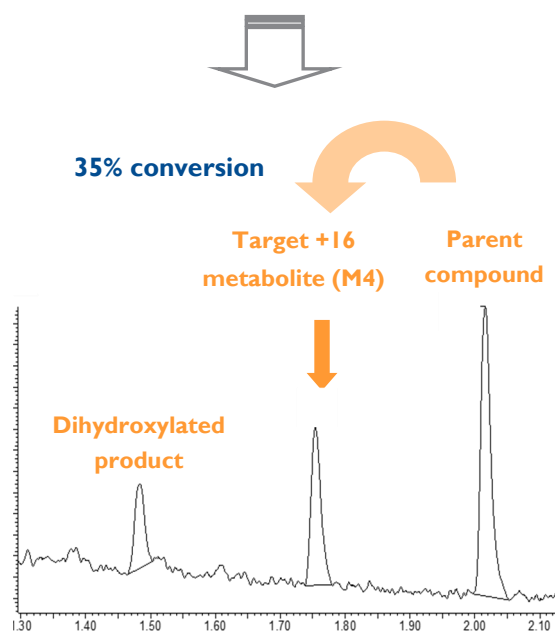 35% conversion
Target +16
metabolite (M4)
Parent
compound
Dihydroxylated
product
1.30 1.40 1.50 1.60 1.70 1.80 1.90 2.00 2.10